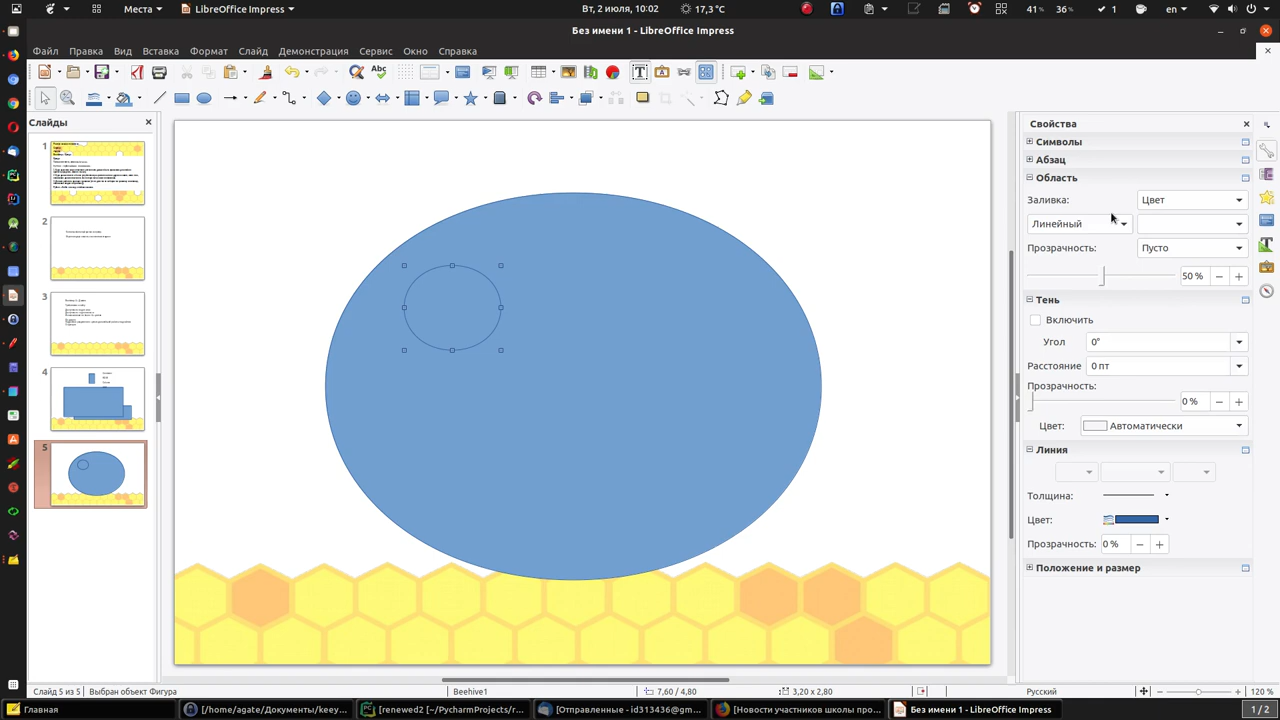 Места
LibreOffice Impress
Вт, 2 июля, 10:02
17,3°C
41%
36%
1
en
Без имени 1 - LibreOffice Impress
Файл Правка Вид Вставка Формат Слайд Демонстрация Сервис Окно Справка
Слайды
1
2
3
4
5
Свойства
Символы
Абзац
Область
Заливка: Цвет
Линейный
Прозрачность: Пусто
50 %
Тень
Включить
Угол 0°
Расстояние 0 пт
Прозрачность:
0 %
Цвет: Автоматически
Линия
Толщина:
Цвет:
Прозрачность: 0 %
Положение и размер
Слайд 5 из 5 Выбран объект Фигура Beehive1 7,60 / 4,80 3,20 x 2,80 Русский 120 %
Главная [/home/agate/Документы/keey... [renewed2 [~/PycharmProjects/r... [Отправленные - id313436@gm... [Новости участников школы про... Без имени 1 - LibreOffice Impress 1 / 2